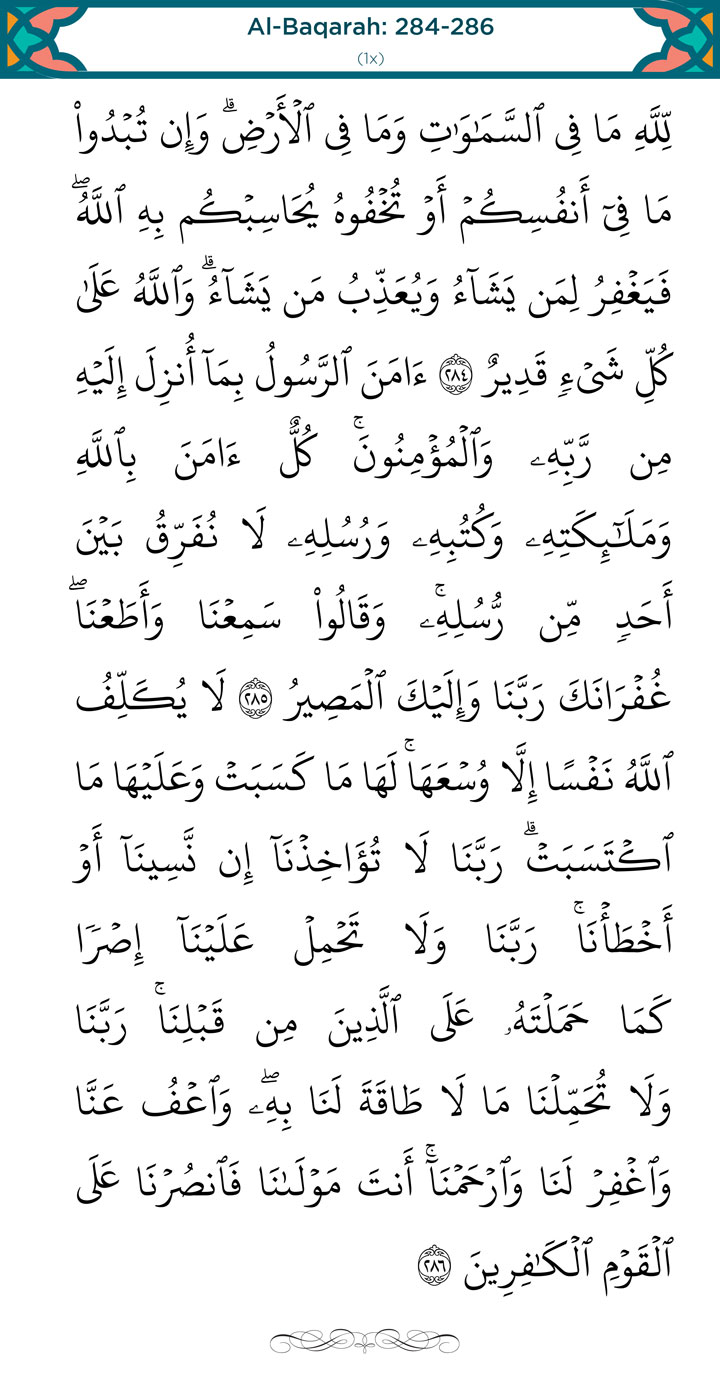 Al-Baqarah: 284-286
(1x)
لِّلَّهِ مَا فِى ٱلسَّمَـٰوَٰتِ وَمَا فِى ٱلْأَرْضِ ۗ وَإِن تُبْدُوا۟
مَا فِىٓ أَنفُسِكُمْ أَوْ تُخْفُوهُ يُحَاسِبْكُم بِهِ ٱللَّهُ ۖ
فَيَغْفِرُ لِمَن يَشَآءُ وَيُعَذِّبُ مَن يَشَآءُ ۗ وَٱللَّهُ عَلَىٰ
كُلِّ شَىْءٍ قَدِيرٌ ٢٨٤ ءَامَنَ ٱلرَّسُولُ بِمَآ أُنزِلَ إِلَيْهِ
مِن رَّبِّهِۦ وَٱلْمُؤْمِنُونَ ۚ كُلٌّ ءَامَنَ بِٱللَّهِ
وَمَلَـٰٓئِكَتِهِۦ وَكُتُبِهِۦ وَرُسُلِهِۦ لَا نُفَرِّقُ بَيْنَ
أَحَدٍ مِّن رُّسُلِهِۦ ۚ وَقَالُوا۟ سَمِعْنَا وَأَطَعْنَا ۖ
غُفْرَانَكَ رَبَّنَا وَإِلَيْكَ ٱلْمَصِيرُ ٢٨٥ لَا يُكَلِّفُ
ٱللَّهُ نَفْسًا إِلَّا وُسْعَهَا ۚ لَهَا مَا كَسَبَتْ وَعَلَيْهَا مَا
ٱكْتَسَبَتْ ۗ رَبَّنَا لَا تُؤَاخِذْنَآ إِن نَّسِينَآ أَوْ
أَخْطَأْنَا ۚ رَبَّنَا وَلَا تَحْمِلْ عَلَيْنَآ إِصْرًا
كَمَا حَمَلْتَهُۥ عَلَى ٱلَّذِينَ مِن قَبْلِنَا ۚ رَبَّنَا
وَلَا تُحَمِّلْنَا مَا لَا طَاقَةَ لَنَا بِهِۦ ۖ وَٱعْفُ عَنَّا
وَٱغْفِرْ لَنَا وَٱرْحَمْنَآ ۚ أَنتَ مَوْلَىٰنَا فَٱنصُرْنَا عَلَى
ٱلْقَوْمِ ٱلْكَـٰفِرِينَ ٢٨٦